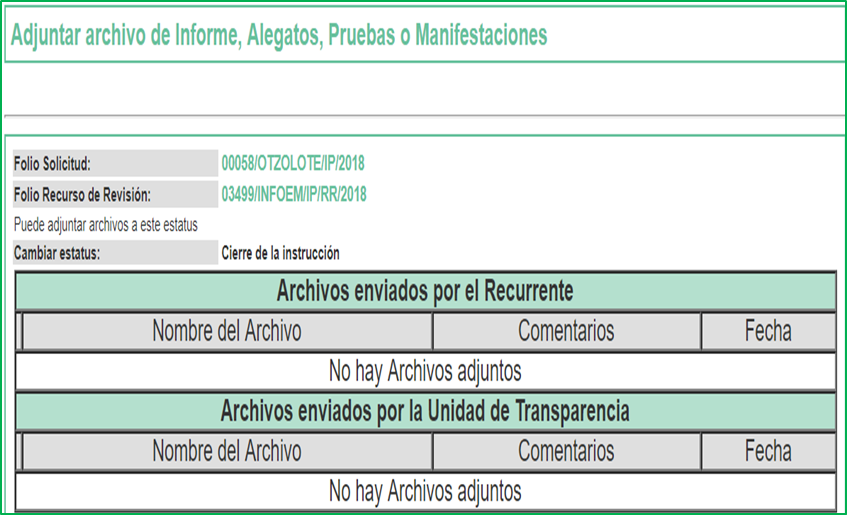 Adjuntar archivo de Informe, Alegatos, Pruebas o Manifestaciones
Folio Solicitud: 00058/OTZOLOTE/IP/2018
Folio Recurso de Revisión: 03499/INFOEM/IP/RR/2018
Puede adjuntar archivos a este estatus
Cambiar estatus: Cierre de la instrucción
Archivos enviados por el Recurrente
Nombre del Archivo Comentarios Fecha
No hay Archivos adjuntos
Archivos enviados por la Unidad de Transparencia
Nombre del Archivo Comentarios Fecha
No hay Archivos adjuntos